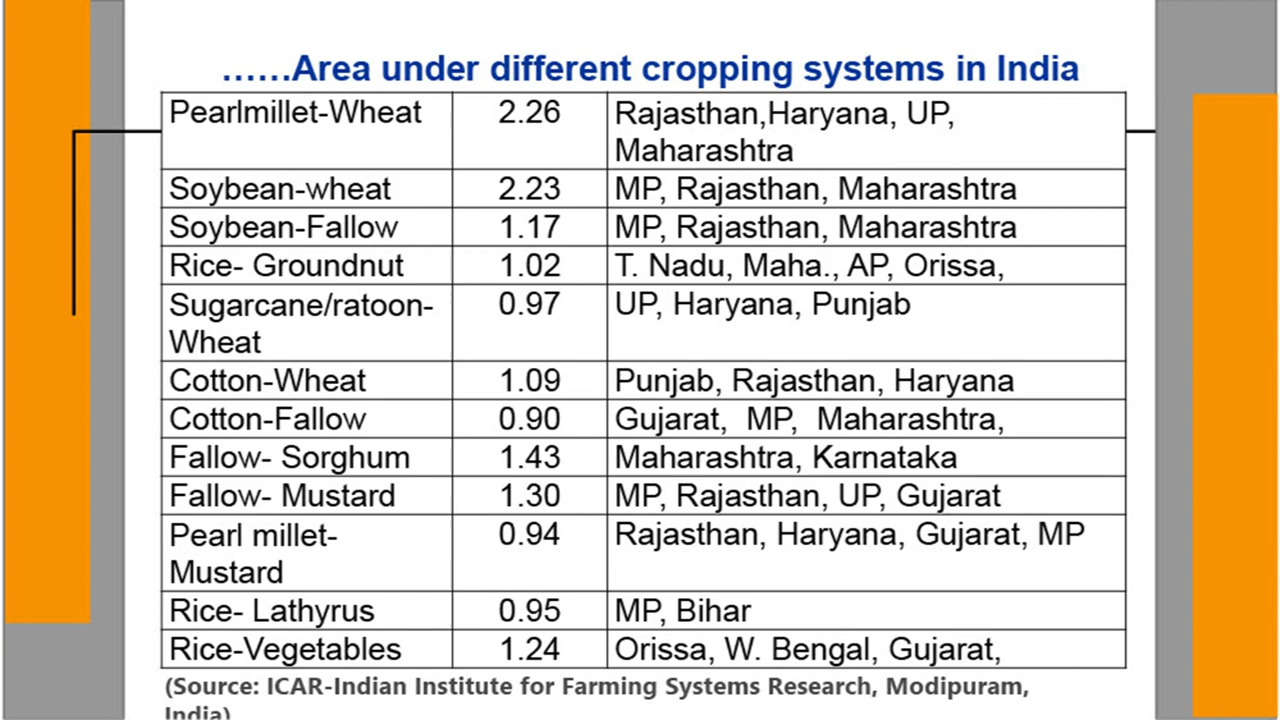 ......Area under different cropping systems in India
Pearlmillet-Wheat 2.26 Rajasthan,Haryana, UP,
Maharashtra
Soybean-wheat 2.23 MP, Rajasthan, Maharashtra
Soybean-Fallow 1.17 MP, Rajasthan, Maharashtra
Rice- Groundnut 1.02 T. Nadu, Maha., AP, Orissa,
Sugarcane/ratoon- 0.97 UP, Haryana, Punjab
Wheat
Cotton-Wheat 1.09 Punjab, Rajasthan, Haryana
Cotton-Fallow 0.90 Gujarat, MP, Maharashtra,
Fallow- Sorghum 1.43 Maharashtra, Karnataka
Fallow- Mustard 1.30 MP, Rajasthan, UP, Gujarat
Pearl millet- 0.94 Rajasthan, Haryana, Gujarat, MP
Mustard
Rice- Lathyrus 0.95 MP, Bihar
Rice-Vegetables 1.24 Orissa, W. Bengal, Gujarat,
(Source: ICAR-Indian Institute for Farming Systems Research, Modipuram,
India)